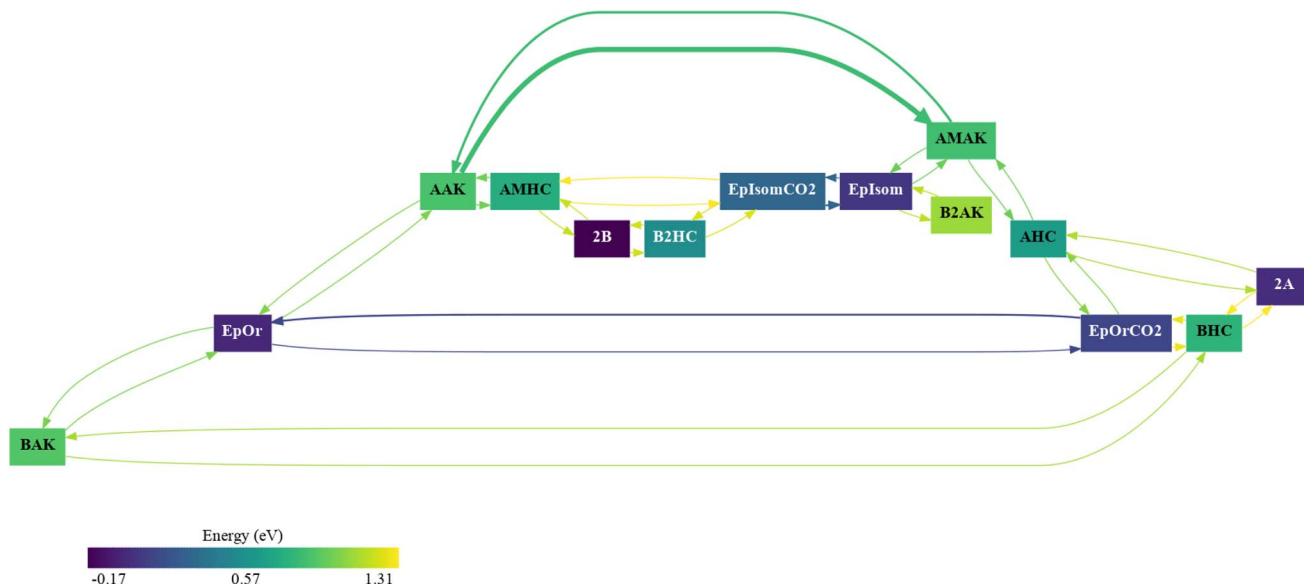 AMAK
AAK
AMHC
EpIsomCO2
EpIsom
B2AK
2B
B2HC
AHC
2A
EpOr
EpOrCO2
BHC
BAK
Energy (eV)
-0.17 0.57 1.31